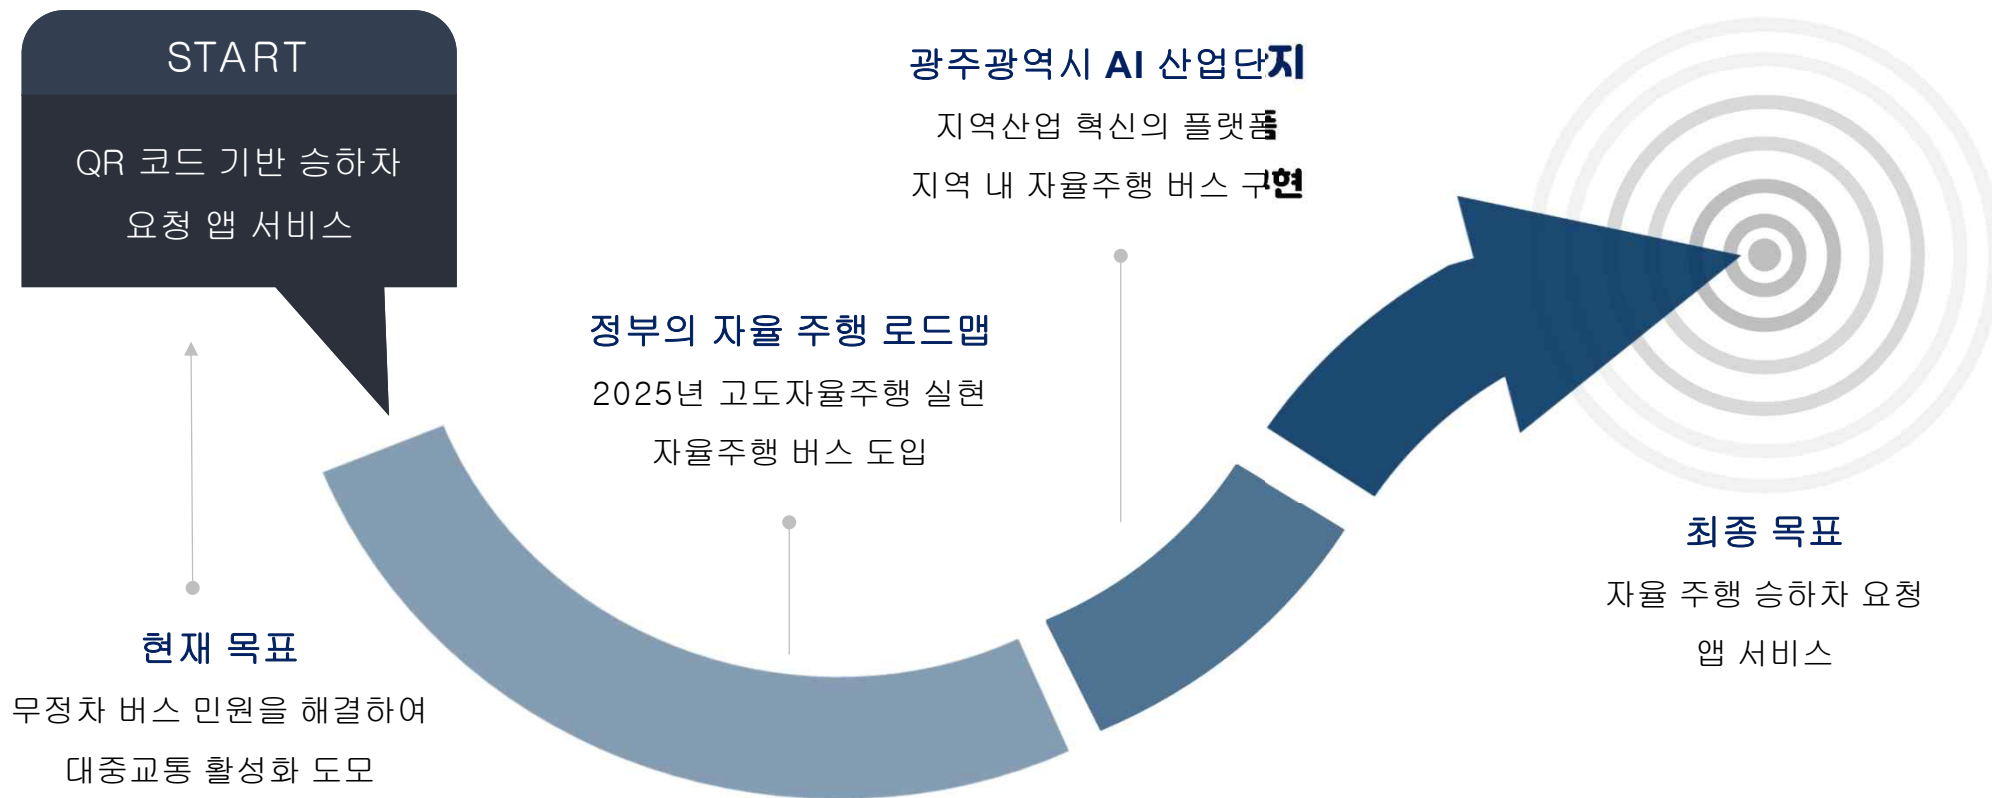 START
QR 코드 기반 승하차
요청 앱 서비스
현재 목표
무정차 버스 민원을 해결하여
대중교통 활성화 도모
정부의 자율 주행 로드맵
2025년 고도자율주행 실현
자율주행 버스 도입
광주광역시 AI 산업단지
지역산업 혁신의 플랫폼
지역 내 자율주행 버스 구현
최종 목표
자율 주행 승하차 요청
앱 서비스